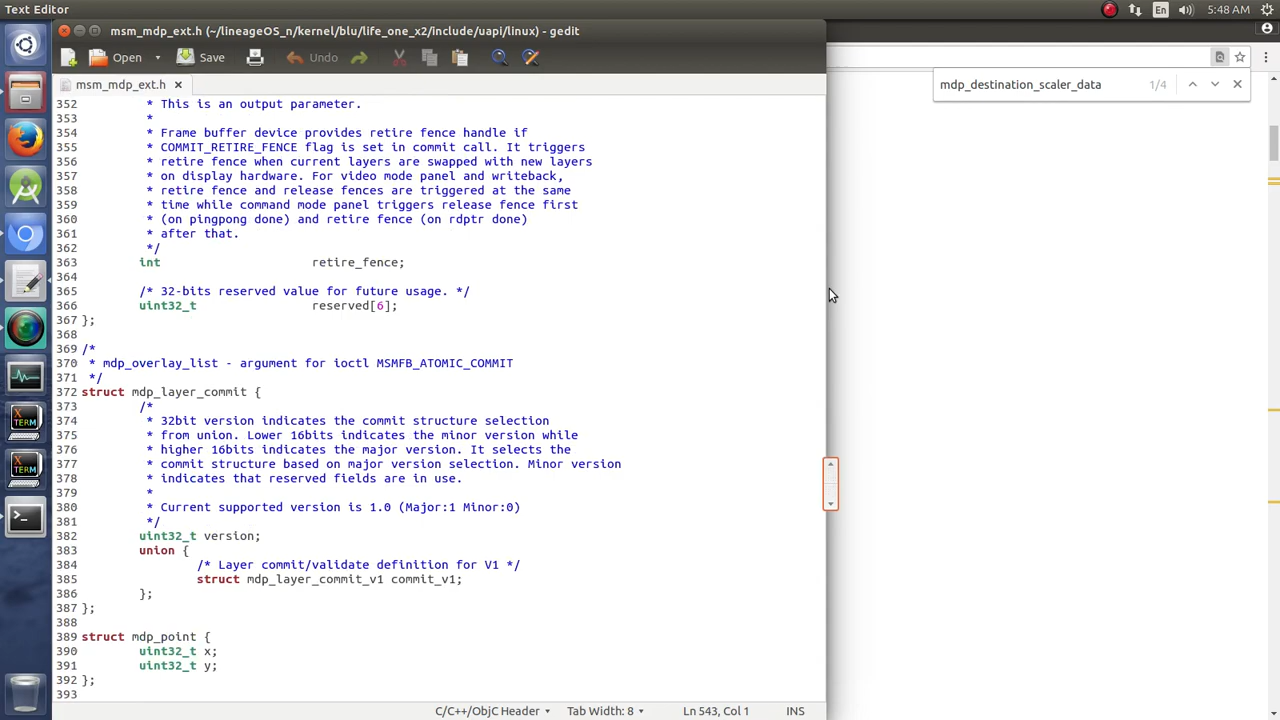 Text Editor
En
5:48 AM
msm_mdp_ext.h (~/lineageOS_n/kernel/blu/life_one_x2/include/uapi/linux) - gedit
Open
Save
Undo
mdp_destination_scaler_data 1/4
msm_mdp_ext.h
352 * This is an output parameter.
353 *
354 * Frame buffer device provides retire fence handle if
355 * COMMIT_RETIRE_FENCE flag is set in commit call. It triggers
356 * retire fence when current layers are swapped with new layers
357 * on display hardware. For video mode panel and writeback,
358 * retire fence and release fences are triggered at the same
359 * time while command mode panel triggers release fence first
360 * (on pingpong done) and retire fence (on rdptr done)
361 * after that.
362 */
363 int retire_fence;
364
365 /* 32-bits reserved value for future usage. */
366 uint32_t reserved[6];
367 };
368
369 /*
370 * mdp_overlay_list - argument for ioctl MSMFB_ATOMIC_COMMIT
371 */
372 struct mdp_layer_commit {
373 /*
374 * 32bit version indicates the commit structure selection
375 * from union. Lower 16bits indicates the minor version while
376 * higher 16bits indicates the major version. It selects the
377 * commit structure based on major version selection. Minor version
378 * indicates that reserved fields are in use.
379 *
380 * Current supported version is 1.0 (Major:1 Minor:0)
381 */
382 uint32_t version;
383 union {
384 /* Layer commit/validate definition for V1 */
385 struct mdp_layer_commit_v1 commit_v1;
386 };
387 };
388
389 struct mdp_point {
390 uint32_t x;
391 uint32_t y;
392 };
393
X TERM
X TERM
C/C++/ObjC Header
Tab Width: 8
Ln 543, Col 1
INS